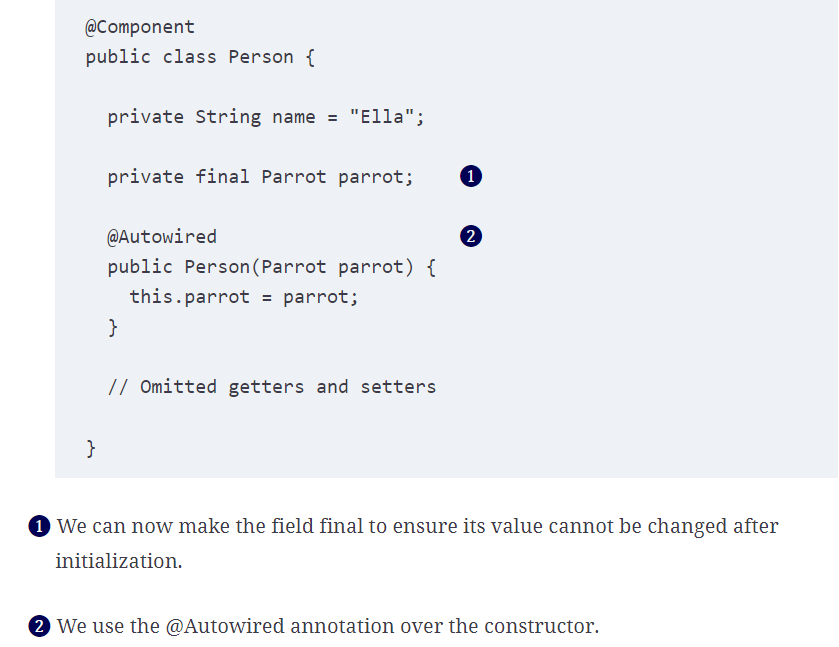 @Component
public class Person {
private String name = "Ella";
private final Parrot parrot; 1
@Autowired 2
public Person(Parrot parrot) {
this.parrot = parrot;
}
// Omitted getters and setters
}
1 We can now make the field final to ensure its value cannot be changed after
initialization.
2 We use the @Autowired annotation over the constructor.